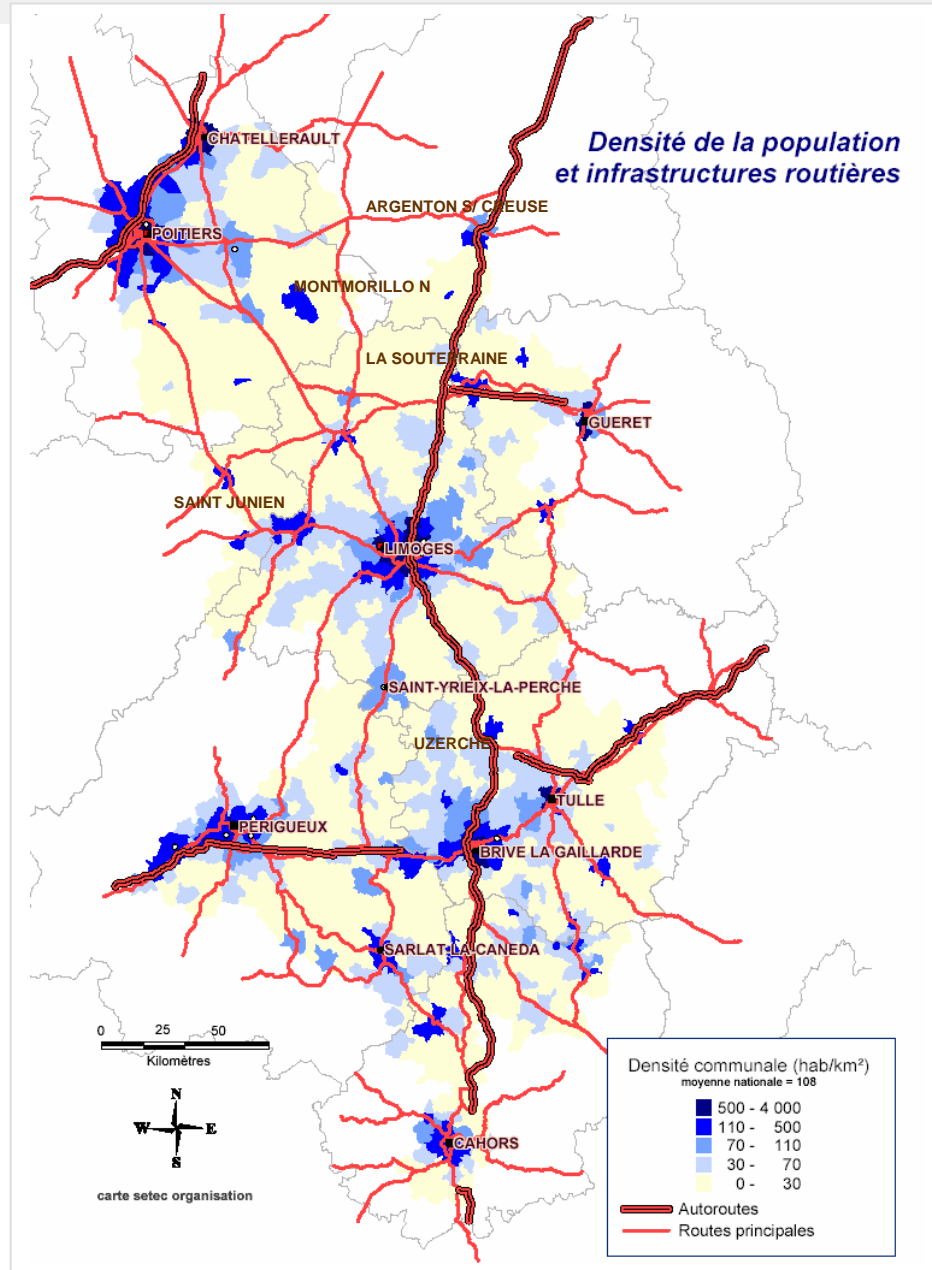 Densité de la population
et infrastructures routières
CHATELLERAULT
ARGENTON S/ CREUSE
POITIERS
MONTMORILLO N
LA SOUTERRAINE
GUERET
SAINT JUNIEN
LIMOGES
SAINT-YRIEIX-LA-PERCHE
UZERCHE
TULLE
PERIGUEUX
BRIVE LA GAILLARDE
SARLAT LA CANEDA
CAHORS
0 25 50
Kilomètres
N
W E
S
carte setec organisation
Densité communale (hab/km²)
moyenne nationale = 108
500 - 4 000
110 - 500
70 - 110
30 - 70
0 - 30
Autoroutes
Routes principales